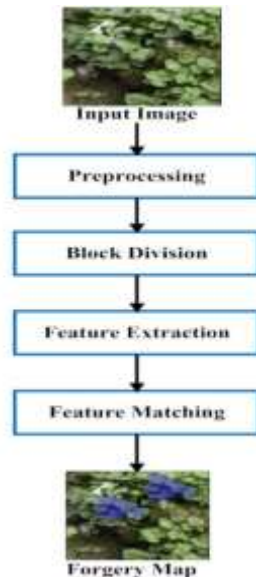 Input Image
Preprocessing
Block Division
Feature Extraction
Feature Matching
Forgery Map